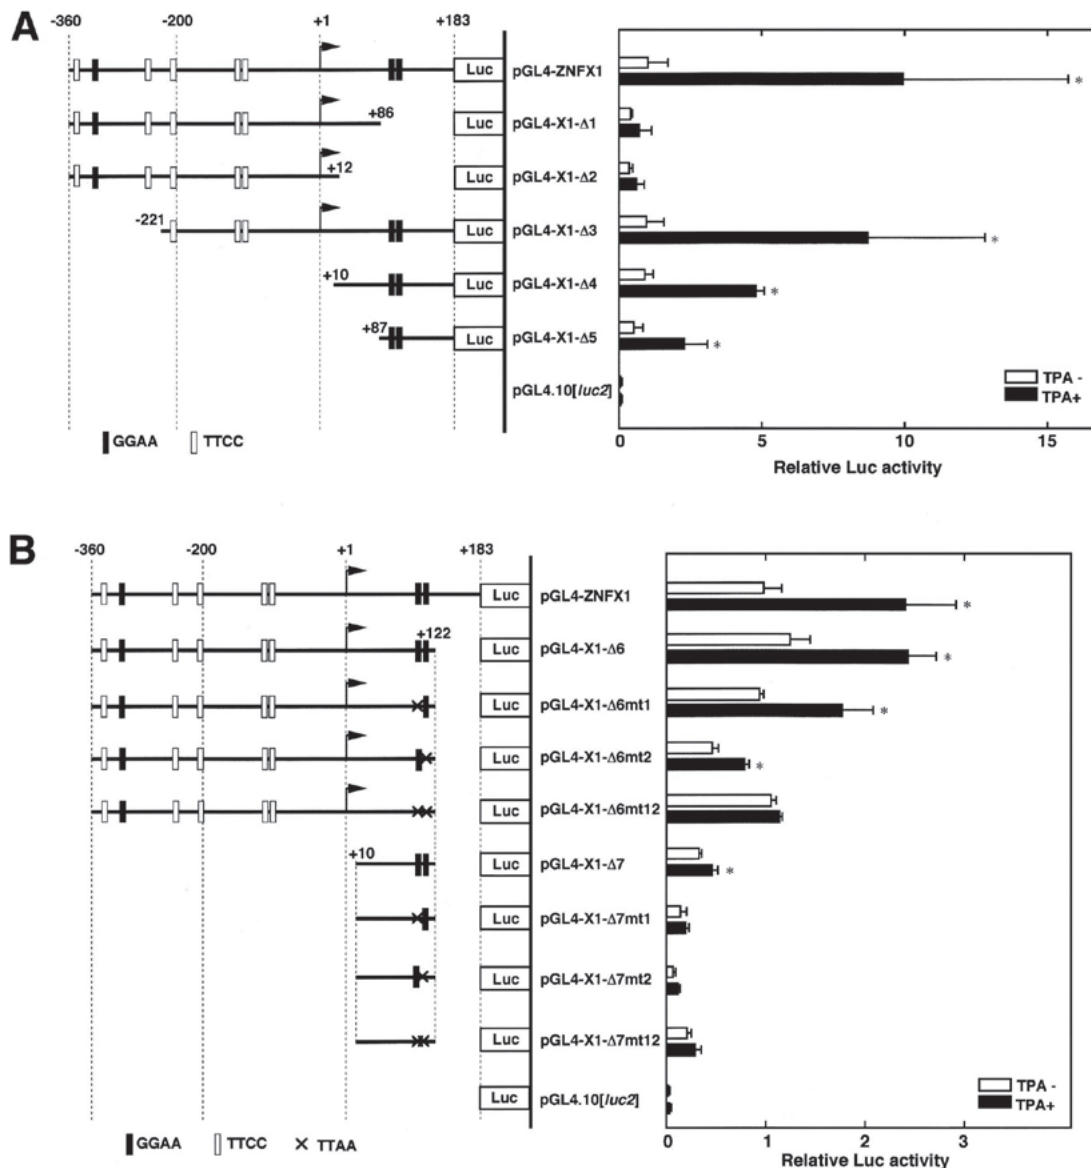 A
-360 -200 +1 +183
Luc pGL4-ZNFX1 *
+86
Luc pGL4-X1-Δ1
+12
Luc pGL4-X1-Δ2
-221
Luc pGL4-X1-Δ3 *
+10
Luc pGL4-X1-Δ4 *
+87
Luc pGL4-X1-Δ5 *
pGL4.10[luc2]
TPA -
TPA+
GGAA TTCC
0 5 10 15
Relative Luc activity
B
-360 -200 +1 +183
Luc pGL4-ZNFX1 *
+122
Luc pGL4-X1-Δ6 *
Luc pGL4-X1-Δ6mt1 *
Luc pGL4-X1-Δ6mt2 *
Luc pGL4-X1-Δ6mt12
+10
Luc pGL4-X1-Δ7 *
Luc pGL4-X1-Δ7mt1
Luc pGL4-X1-Δ7mt2
Luc pGL4-X1-Δ7mt12
Luc pGL4.10[luc2]
TPA -
TPA+
GGAA TTCC × TTAA
0 1 2 3
Relative Luc activity